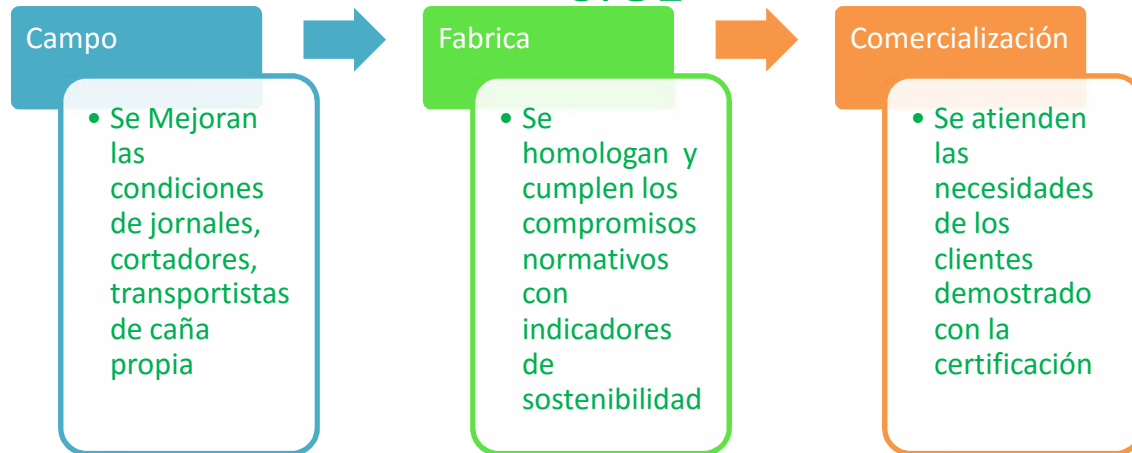 Campo
• Se Mejoran
las
condiciones
de jornales,
cortadores,
transportistas
de caña
propia
Fabrica
• Se
homologan y
cumplen los
compromisos
normativos
con
indicadores
de
sostenibilidad
Comercialización
• Se atienden
las
necesidades
de los
clientes
demostrado
con la
certificación